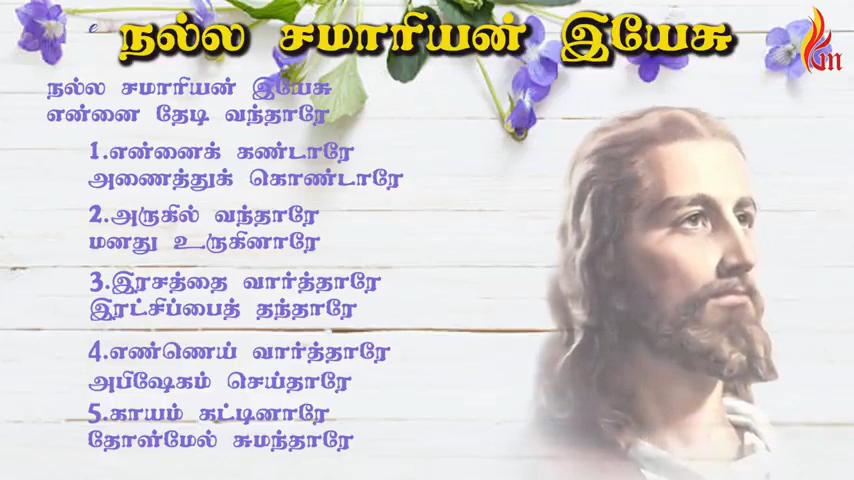 நல்ல சமாரியன் இயேசு
நல்ல சமாரியன் இயேசு
என்னை தேடி வந்தாரே
1.என்னைக் கண்டாரே
அணைத்துக் கொண்டாரே
2.அருகில் வந்தாரே
மனது உருகினாரே
3.இரசத்தை வார்த்தாரே
இரட்சிப்பைத் தந்தாரே
4.எண்ணெய் வார்த்தாரே
அபிஷேகம் செய்தாரே
5.காயம் கட்டினாரே
தோள்மேல் சுமந்தாரே